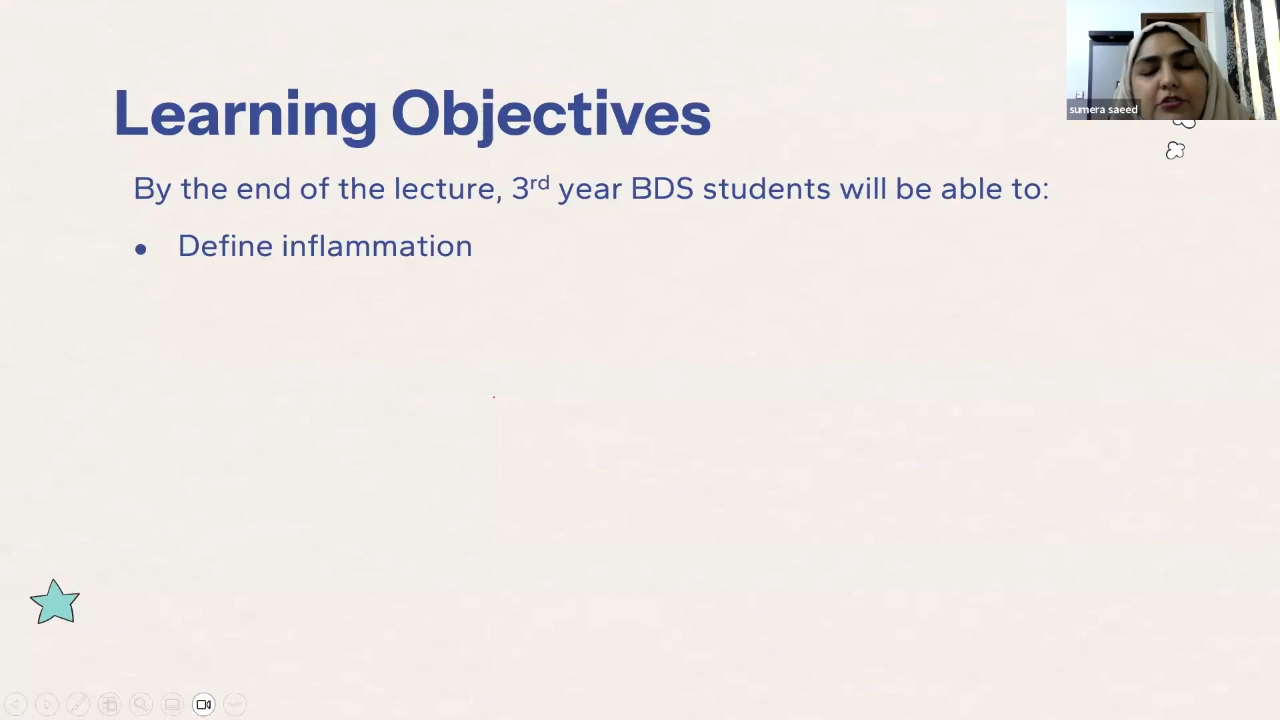 sumera saeed
Learning Objectives
By the end of the lecture, 3rd year BDS students will be able to:
• Define inflammation